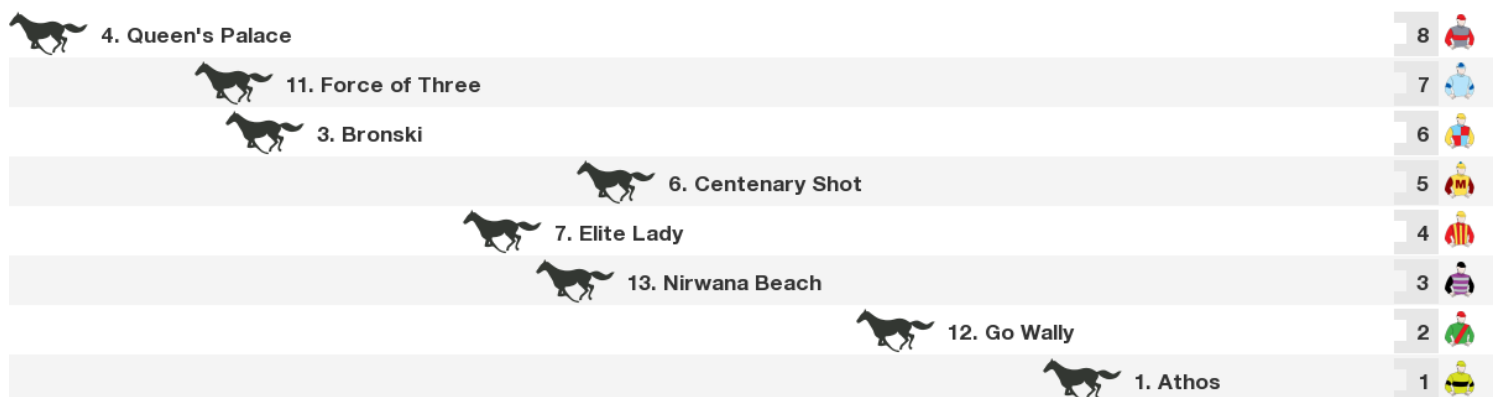 4. Queen's Palace 8
11. Force of Three 7
3. Bronski 6
6. Centenary Shot 5 M
7. Elite Lady 4
13. Nirwana Beach 3
12. Go Wally 2
1. Athos 1